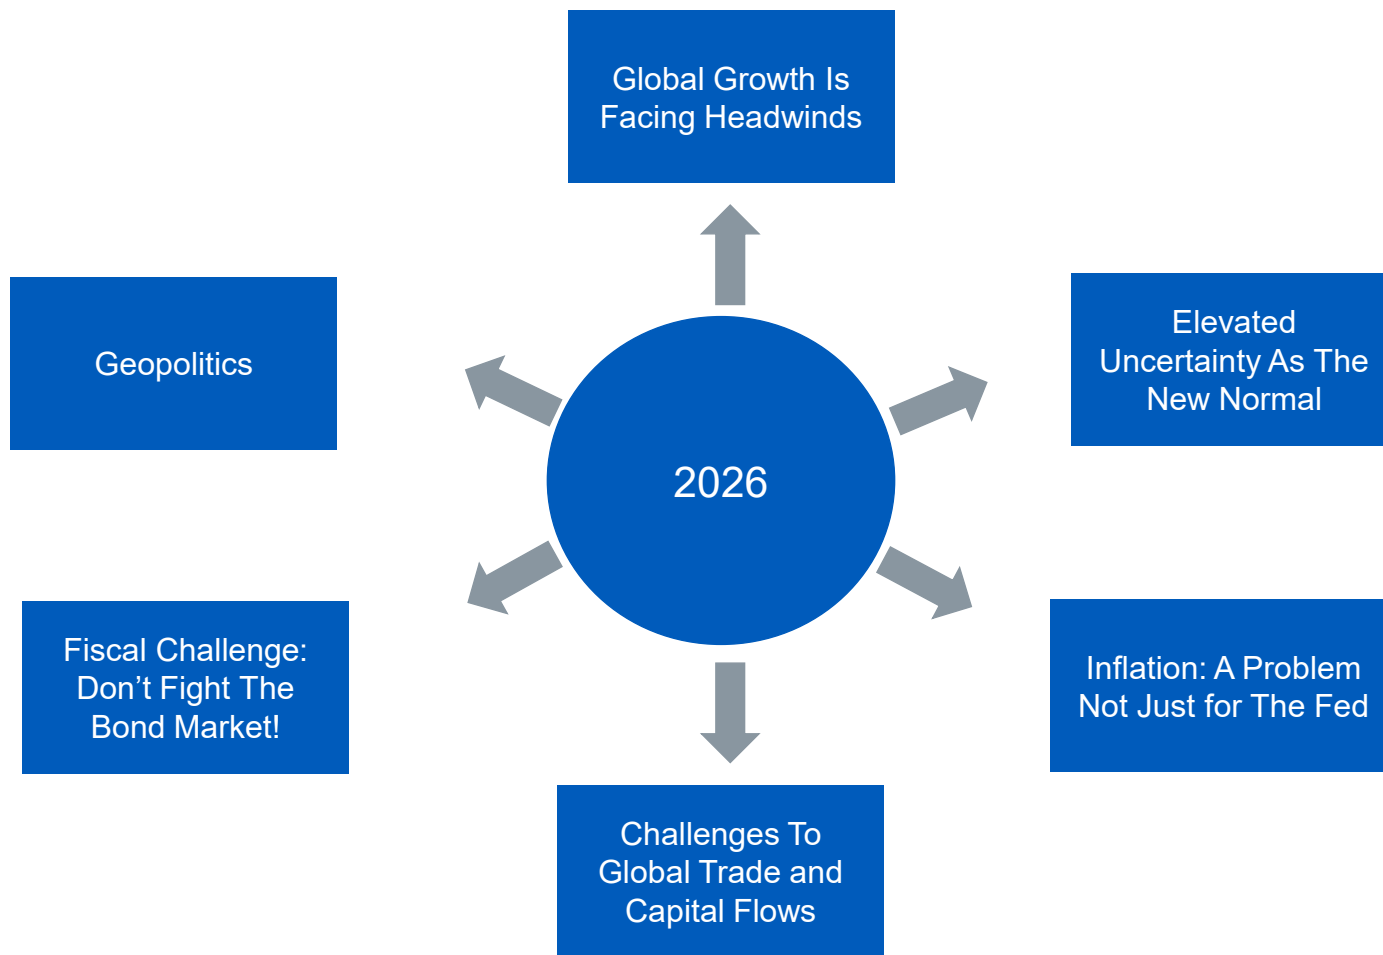 Global Growth Is
Facing Headwinds
Geopolitics
Elevated
Uncertainty As The
New Normal
2026
Fiscal Challenge:
Don’t Fight The
Bond Market!
Inflation: A Problem
Not Just for The Fed
Challenges To
Global Trade and
Capital Flows